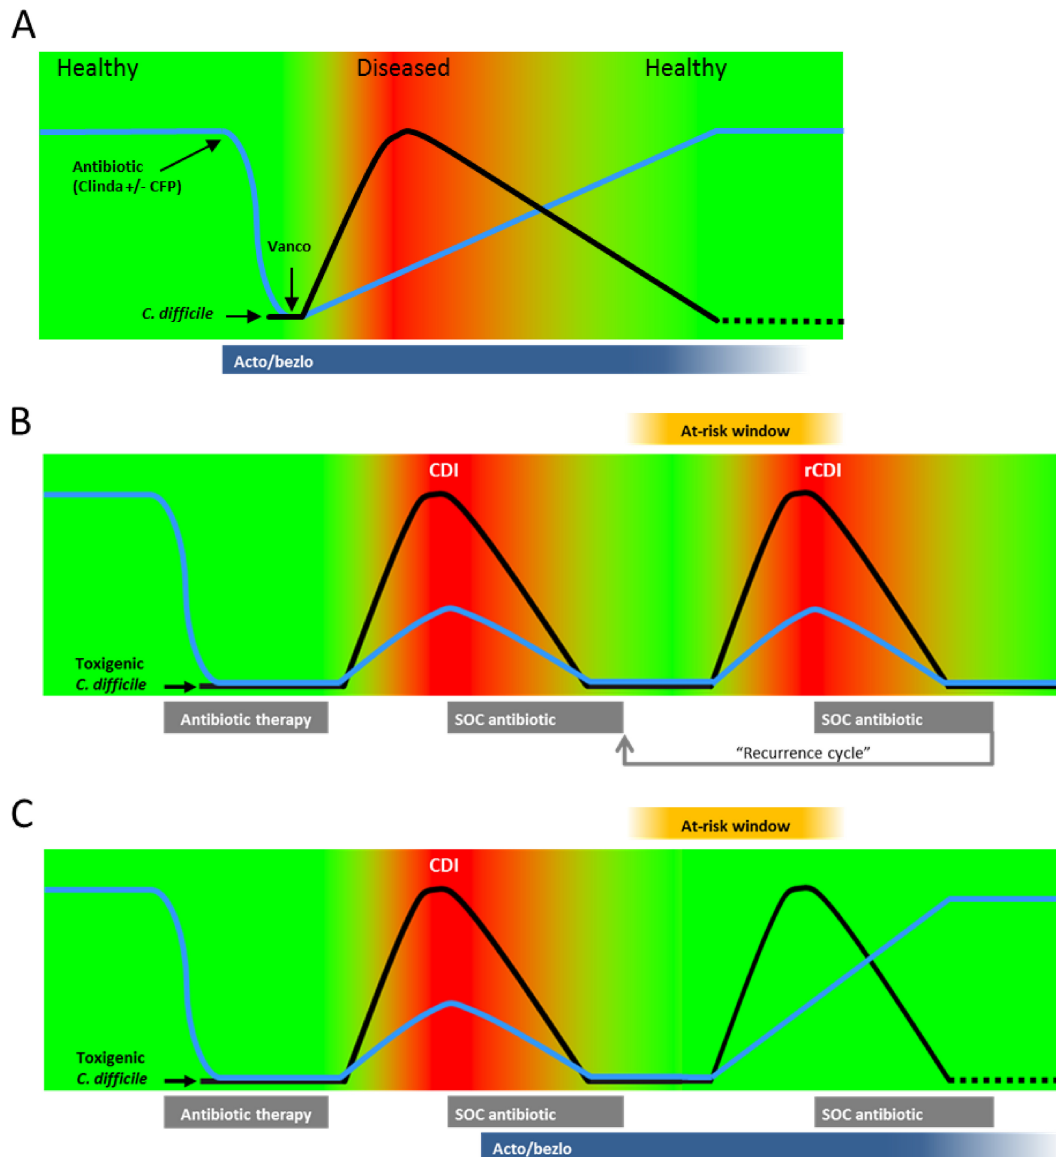 A
Healthy
Diseased
Healthy
Antibiotic
(Clinda +/- CFP)
Vanco
C. difficile
Acto/bezlo
B
At-risk window
CDI
rCDI
Toxigenic
C. difficile
Antibiotic therapy
SOC antibiotic
SOC antibiotic
“Recurrence cycle”
C
At-risk window
CDI
Toxigenic
C. difficile
Antibiotic therapy
SOC antibiotic
SOC antibiotic
Acto/bezlo